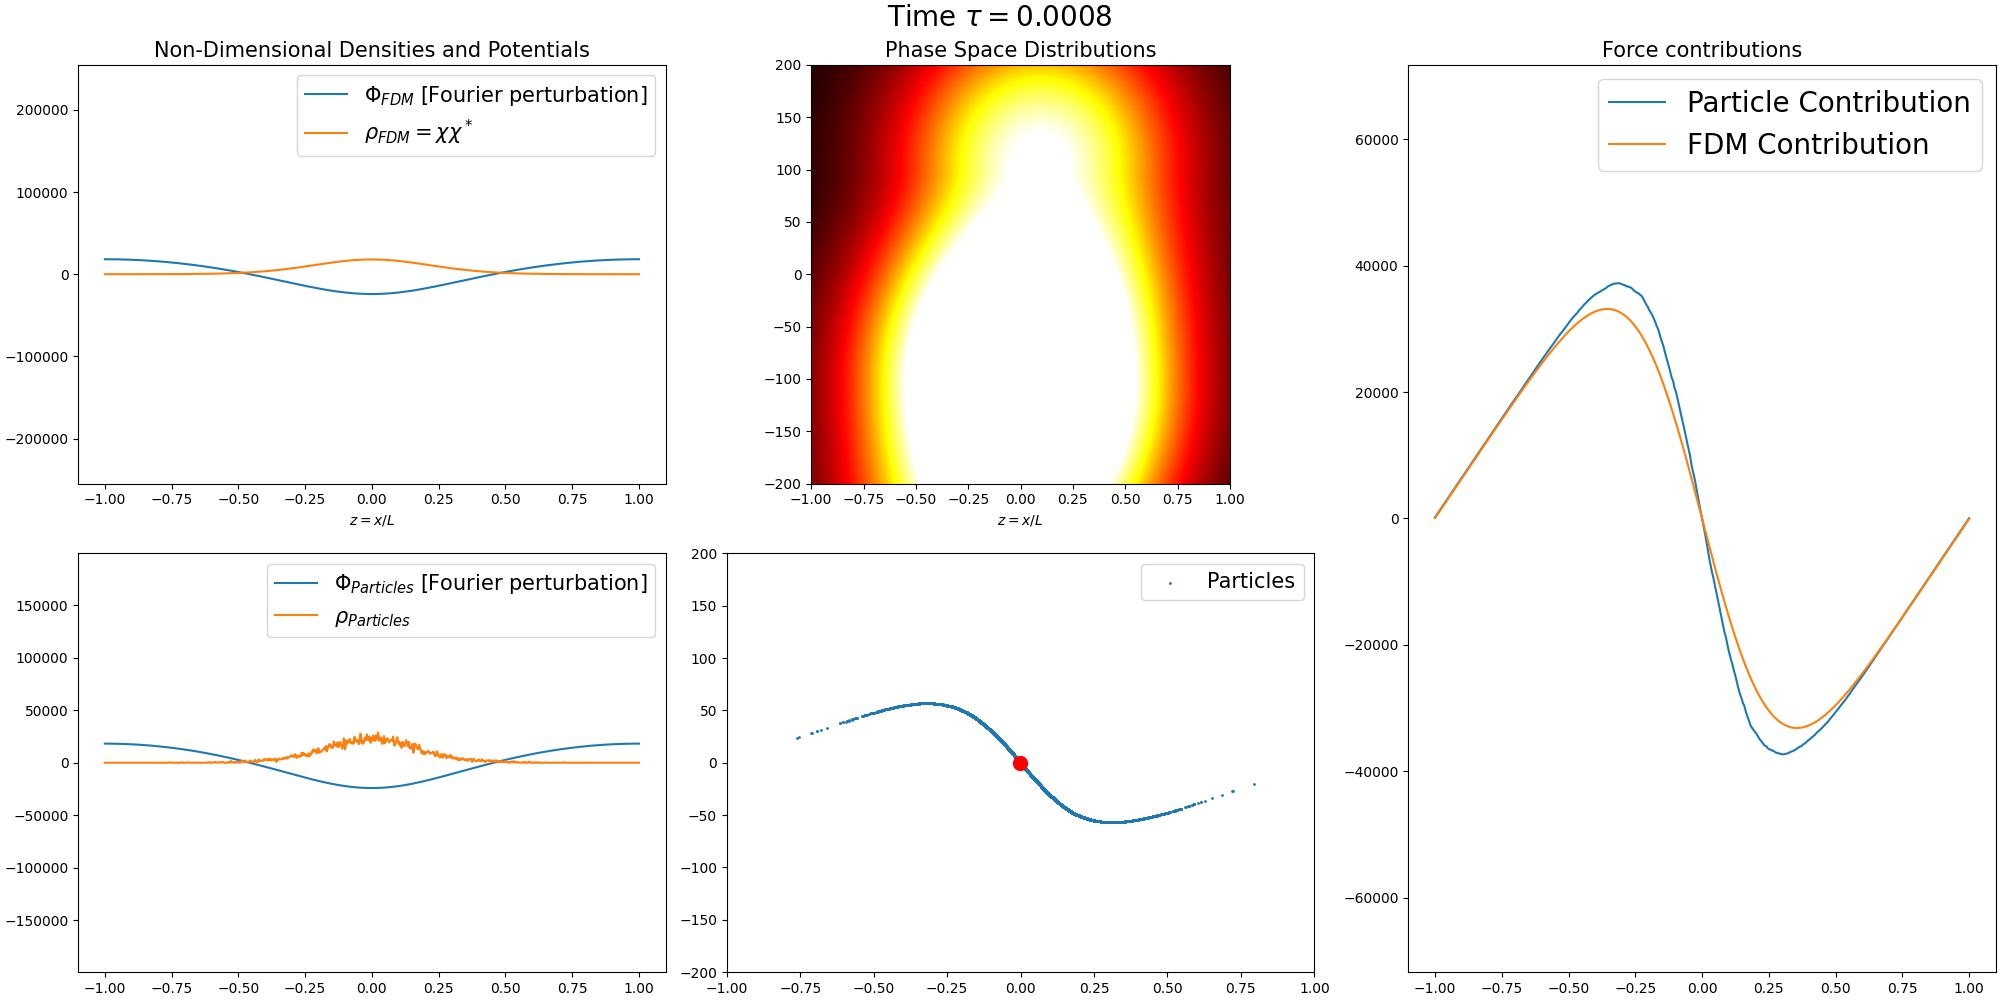 Time τ = 0.0008
Non-Dimensional Densities and Potentials
Φ_FDM [Fourier perturbation]
ρ_FDM = χχ*
200000
100000
0
−100000
−200000
−1.00 −0.75 −0.50 −0.25 0.00 0.25 0.50 0.75 1.00
z = x/L
Phase Space Distributions
200
150
100
50
0
−50
−100
−150
−200
−1.00 −0.75 −0.50 −0.25 0.00 0.25 0.50 0.75 1.00
z = x/L
Force contributions
Particle Contribution
FDM Contribution
60000
40000
20000
0
−20000
−40000
−60000
−1.00 −0.75 −0.50 −0.25 0.00 0.25 0.50 0.75 1.00
Φ_Particles [Fourier perturbation]
ρ_Particles
150000
100000
50000
0
−50000
−100000
−150000
−1.00 −0.75 −0.50 −0.25 0.00 0.25 0.50 0.75 1.00
Particles
200
150
100
50
0
−50
−100
−150
−200
−1.00 −0.75 −0.50 −0.25 0.00 0.25 0.50 0.75 1.00